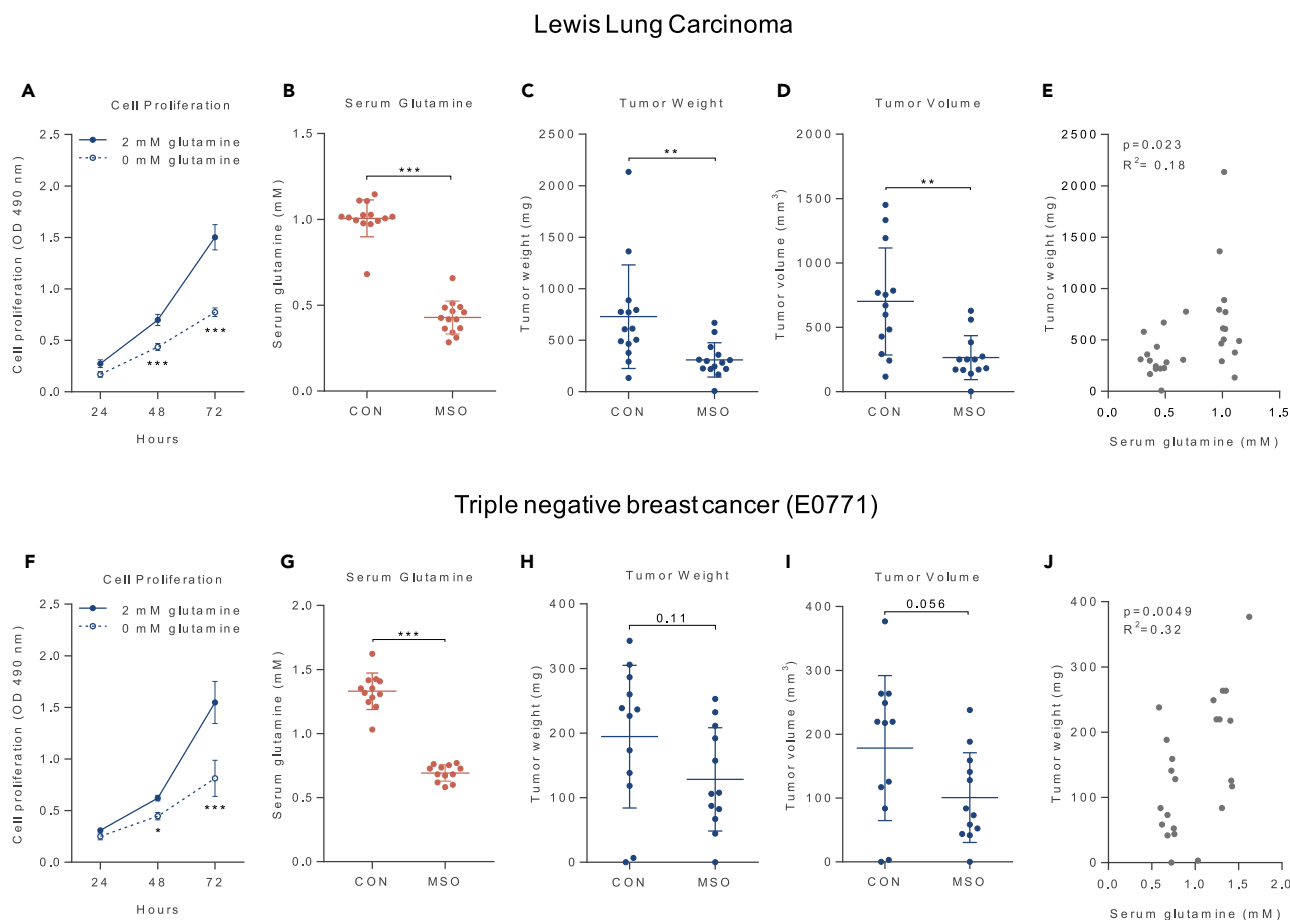 Lewis Lung Carcinoma
A
Cell Proliferation
2 mM glutamine
0 mM glutamine
Cell proliferation (OD 490 nm)
2.5
2.0
1.5
1.0
0.5
0.0
***
***
24
48
72
Hours
B
Serum Glutamine
Serum glutamine (mM)
1.5
1.0
0.5
0.0
***
CON
MSO
C
Tumor Weight
Tumor weight (mg)
2500
2000
1500
1000
500
0
**
CON
MSO
D
Tumor Volume
Tumor volume (mm³)
2000
1500
1000
500
0
**
CON
MSO
E
p=0.023
R²= 0.18
Tumor weight (mg)
2500
2000
1500
1000
500
0
0.0
0.5
1.0
1.5
Serum glutamine (mM)
Triple negative breast cancer (E0771)
F
Cell Proliferation
2 mM glutamine
0 mM glutamine
Cell proliferation (OD 490 nm)
2.5
2.0
1.5
1.0
0.5
0.0
*
***
24
48
72
Hours
G
Serum Glutamine
Serum glutamine (mM)
2.0
1.5
1.0
0.5
0.0
***
CON
MSO
H
Tumor Weight
Tumor weight (mg)
400
300
200
100
0
0.11
CON
MSO
I
Tumor Volume
Tumor volume (mm³)
400
300
200
100
0
0.056
CON
MSO
J
p=0.0049
R²=0.32
Tumor weight (mg)
400
300
200
100
0
0.0
0.5
1.0
1.5
2.0
Serum glutamine (mM)